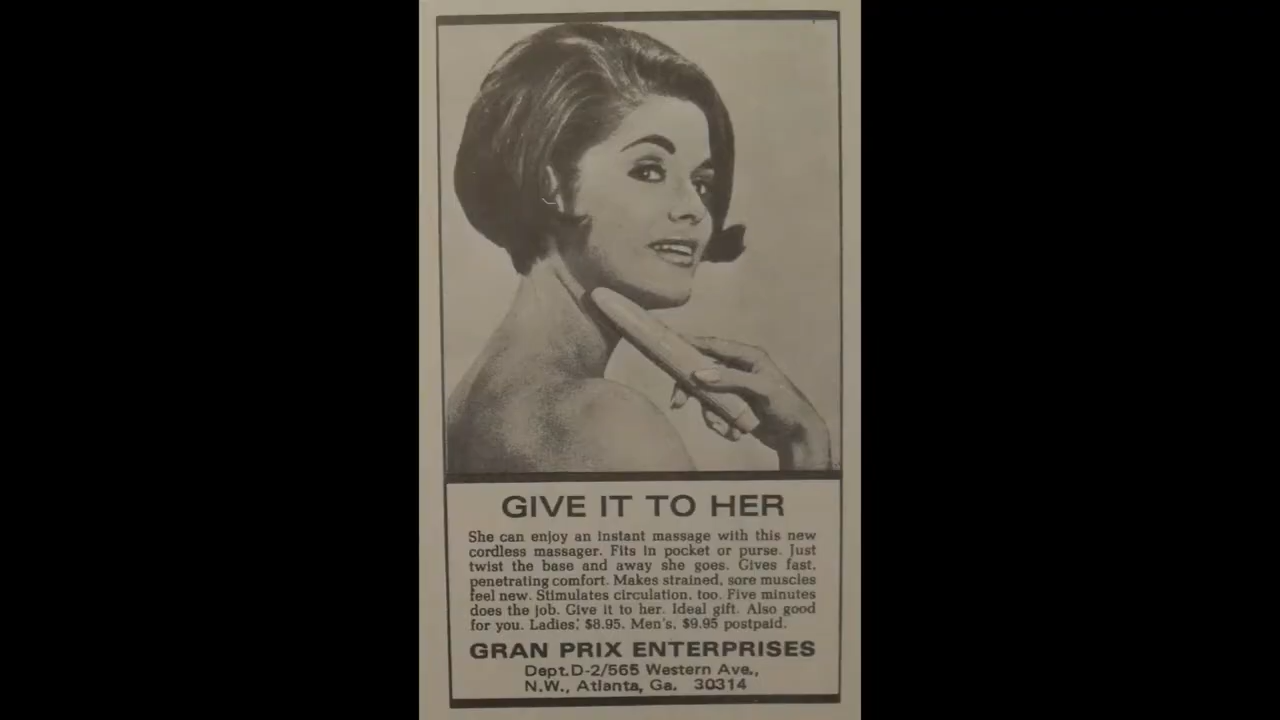 GIVE IT TO HER
She can enjoy an instant massage with this new
cordless massager. Fits in pocket or purse. Just
twist the base and away she goes. Gives fast,
penetrating comfort. Makes strained, sore muscles
feel new. Stimulates circulation, too. Five minutes
does the job. Give it to her. Ideal gift. Also good
for you. Ladies', $8.95. Men's, $9.95 postpaid.
GRAN PRIX ENTERPRISES
Dept.D-2/565 Western Ave.,
N.W., Atlanta, Ga. 30314